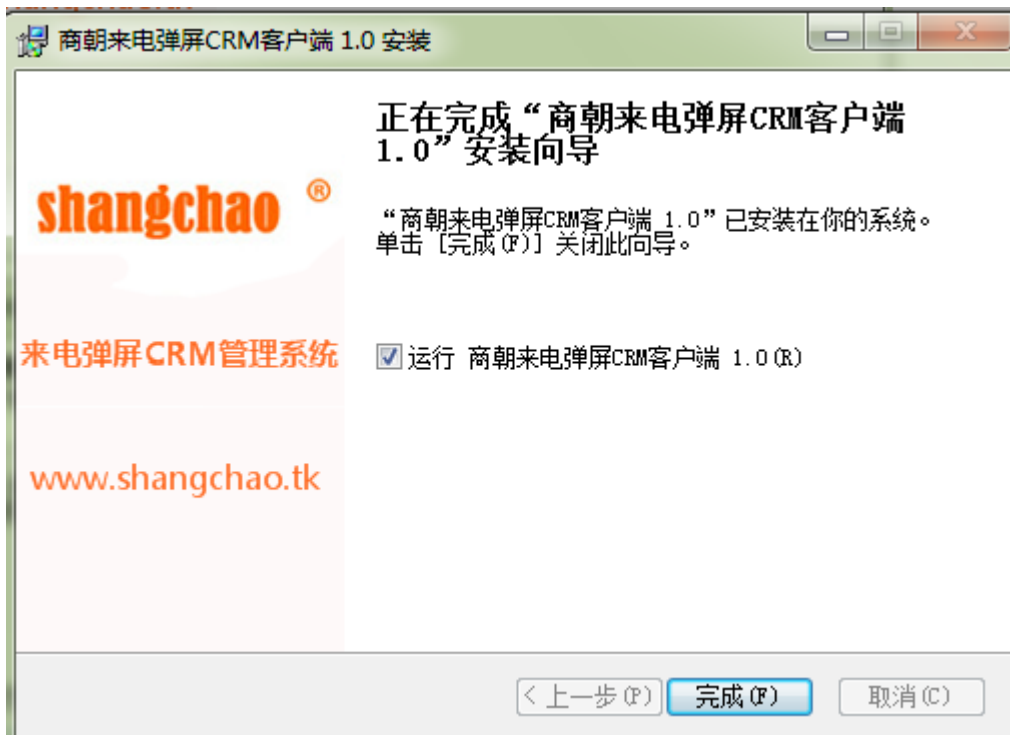 商朝来电弹屏CRM客户端 1.0 安装
正在完成“商朝来电弹屏CRM客户端
1.0”安装向导
shangchao ®
“商朝来电弹屏CRM客户端 1.0”已安装在你的系统。
单击 [完成(F)] 关闭此向导。
来电弹屏CRM管理系统
运行 商朝来电弹屏CRM客户端 1.0(R)
www.shangchao.tk
< 上一步(P) 完成(F) 取消(C)